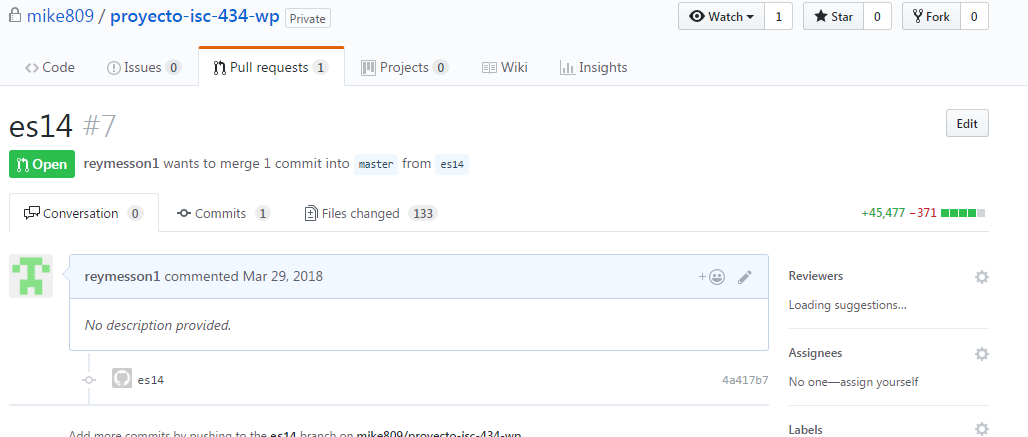 mike809 / proyecto-isc-434-wp Private Watch 1 Star 0 Fork 0
Code Issues 0 Pull requests 1 Projects 0 Wiki Insights
es14 #7 Edit
Open reymesson1 wants to merge 1 commit into master from es14
Conversation 0 Commits 1 Files changed 133 +45,477 −371
reymesson1 commented Mar 29, 2018
No description provided.
es14 4a417b7
Reviewers
Loading suggestions...
Assignees
No one—assign yourself
Labels
Add more commits by pushing to the es14 branch on mike809/proyecto-isc-434-wp